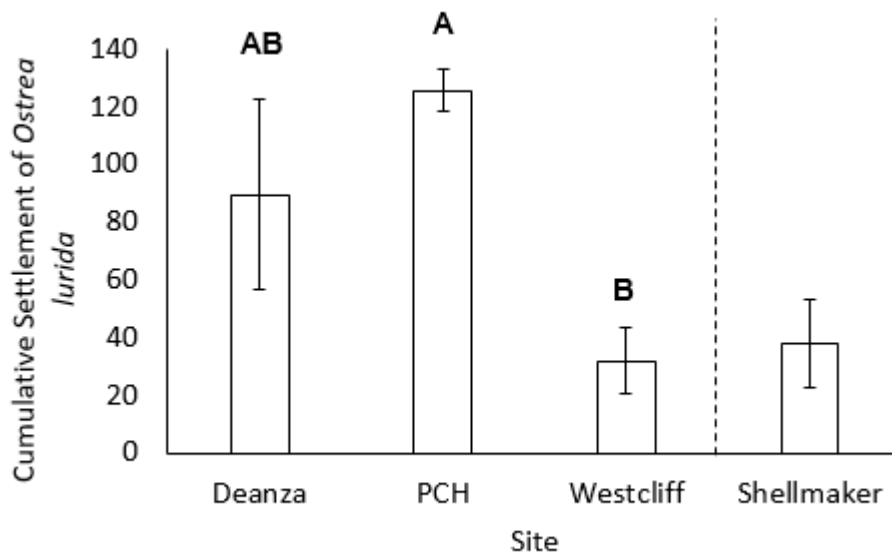 Cumulative Settlement of Ostrea
lurida
140
120
100
80
60
40
20
0
AB
A
B
Deanza PCH Westcliff Shellmaker
Site